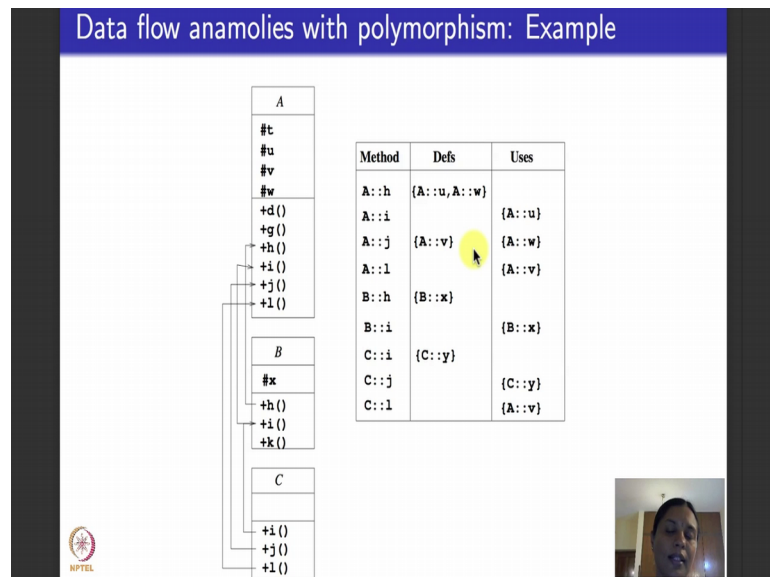 Data flow anamolies with polymorphism: Example
A
#t
#u
#v
#w
+d()
+g()
+h()
+i()
+j()
+l()
B
#x
+h()
+i()
+k()
C
+i()
+j()
+l()
Method Defs Uses
A::h {A::u,A::w}
A::i {A::u}
A::j {A::v} {A::w}
A::l {A::v}
B::h {B::x}
B::i {B::x}
C::i {C::y}
C::j {C::y}
C::l {A::v}
NPTEL